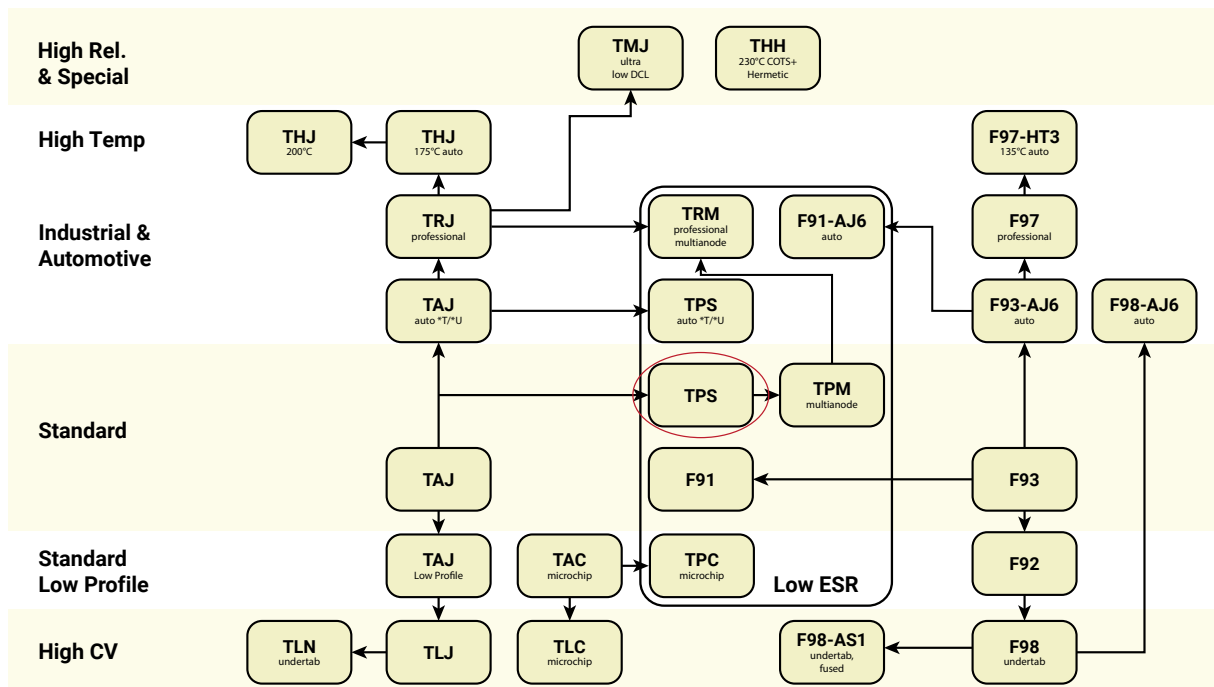 High Rel.
& Special
TMJ
ultra
low DCL
THH
230°C COTS+
Hermetic
High Temp
THJ
200°C
THJ
175°C auto
F97-HT3
135°C auto
Industrial &
Automotive
TRJ
professional
TRM
professional
multianode
F91-AJ6
auto
F97
professional
TAJ
auto *T/*U
TPS
auto *T/*U
F93-AJ6
auto
F98-AJ6
auto
Standard
TPS
TPM
multianode
TAJ
F91
F93
Standard
Low Profile
TAJ
Low Profile
TAC
microchip
TPC
microchip
Low ESR
F92
High CV
TLN
undertab
TLJ
TLC
microchip
F98-AS1
undertab,
fused
F98
undertab